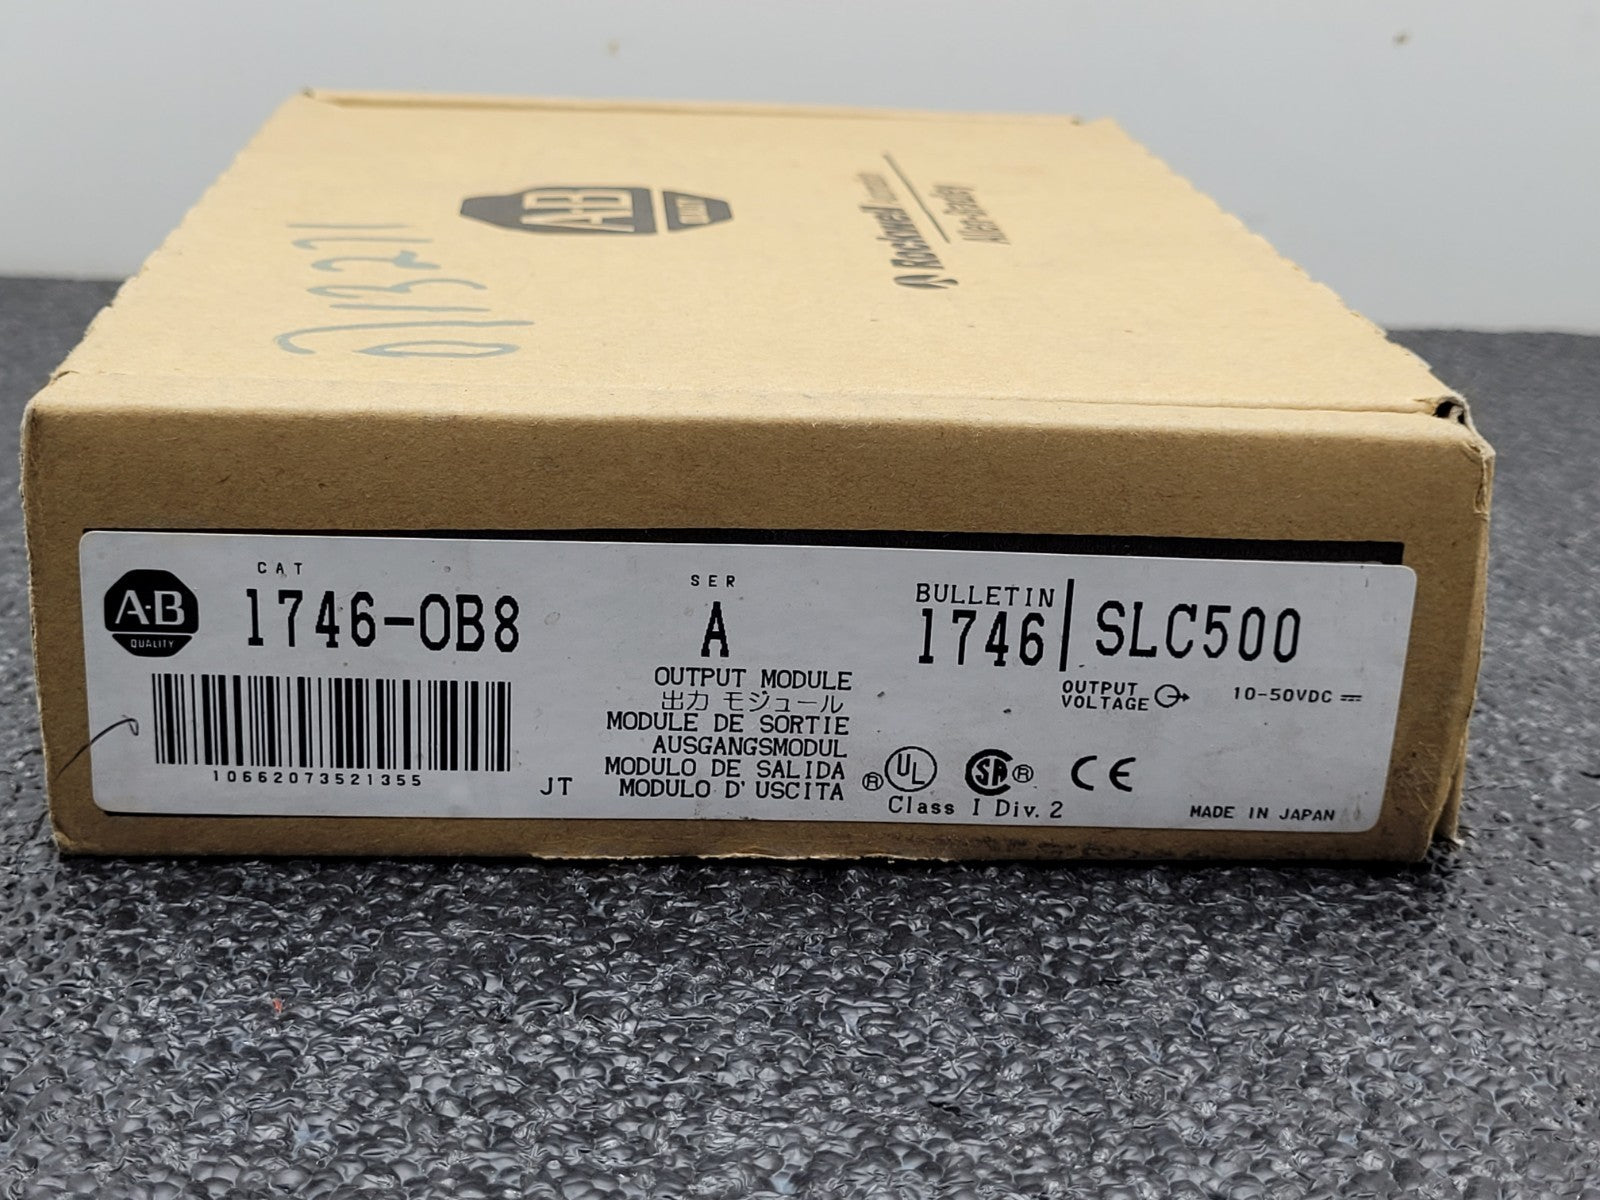 A-B
QUALITY
Rockwell Automation
Allen-Bradley
CAT
1746-OB8
SER
A
BULLETIN
1746
SLC500
A-B
QUALITY
OUTPUT MODULE
出力 モジュール
MODULE DE SORTIE
AUSGANGSMODUL
MODULO DE SALIDA
MODULO D'USCITA
OUTPUT
VOLTAGE
10-50VDC
10662073521355
JT
® UL
SA ®
CE
Class I Div. 2
MADE IN JAPAN